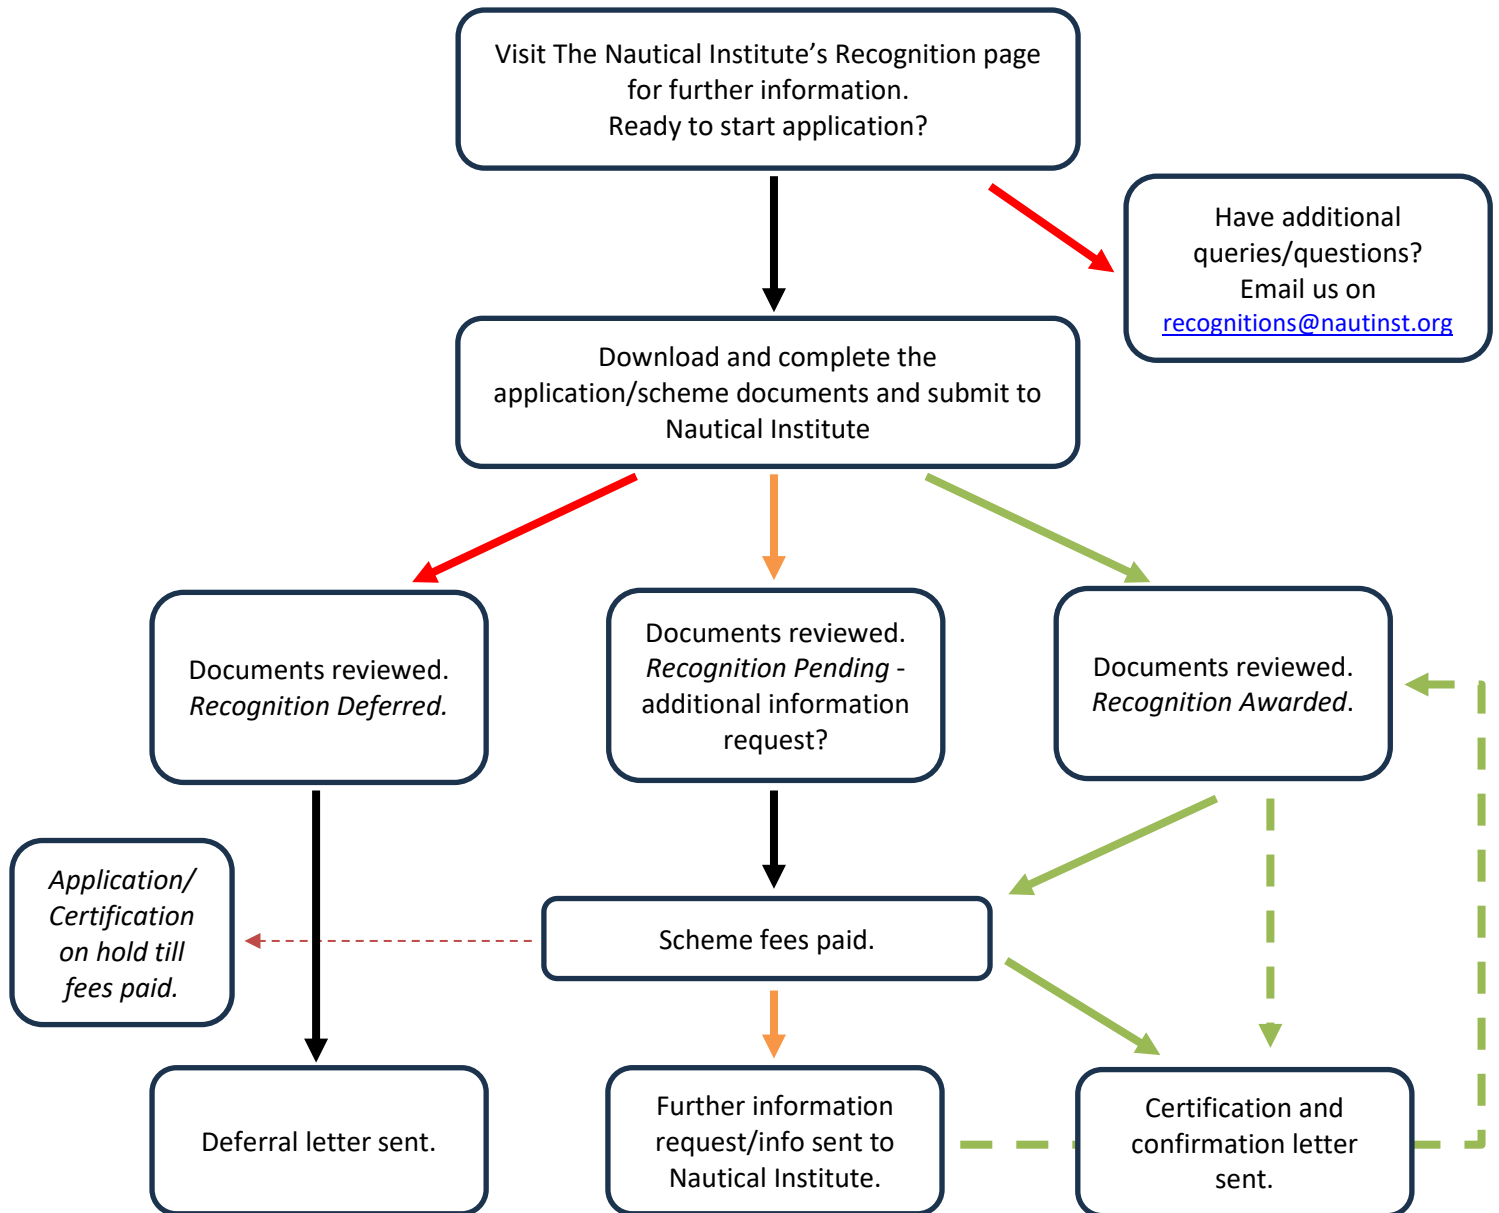 Visit The Nautical Institute’s Recognition page
for further information.
Ready to start application?
Have additional
queries/questions?
Email us on
recognitions@nautinst.org
Download and complete the
application/scheme documents and submit to
Nautical Institute
Documents reviewed.
Recognition Deferred.
Documents reviewed.
Recognition Pending -
additional information
request?
Documents reviewed.
Recognition Awarded.
Application/
Certification
on hold till
fees paid.
Scheme fees paid.
Deferral letter sent.
Further information
request/info sent to
Nautical Institute.
Certification and
confirmation letter
sent.